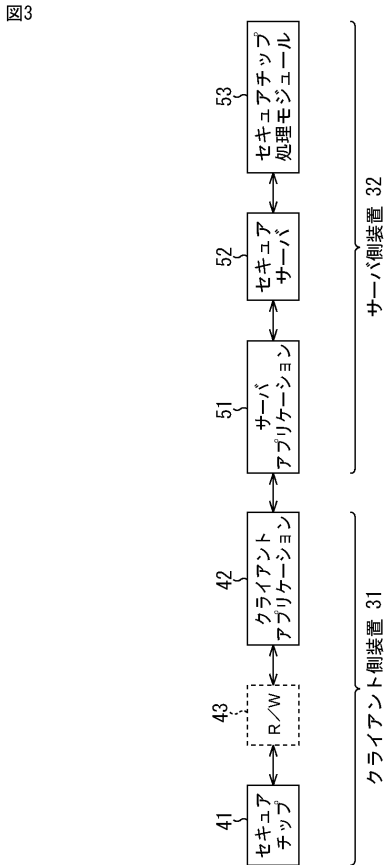 図3
41
セキュア
チップ
43
R/W
42
クライアント
アプリケーション
51
サーバ
アプリケーション
52
セキュア
サーバ
53
セキュアチップ
処理モジュール
クライアント側装置 31
サーバ側装置 32